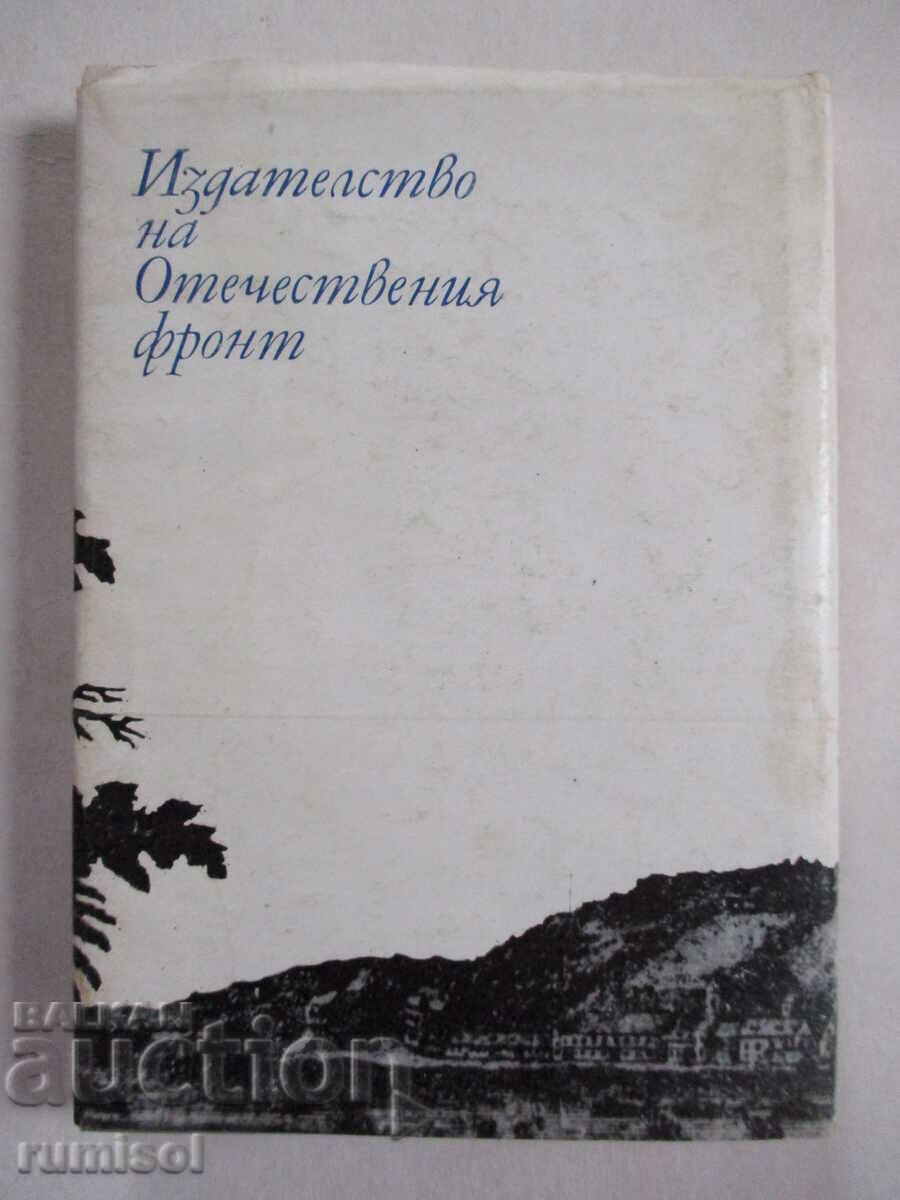 Издателство
на
Отечествения
фронт
BALKAN
auction
rumisol